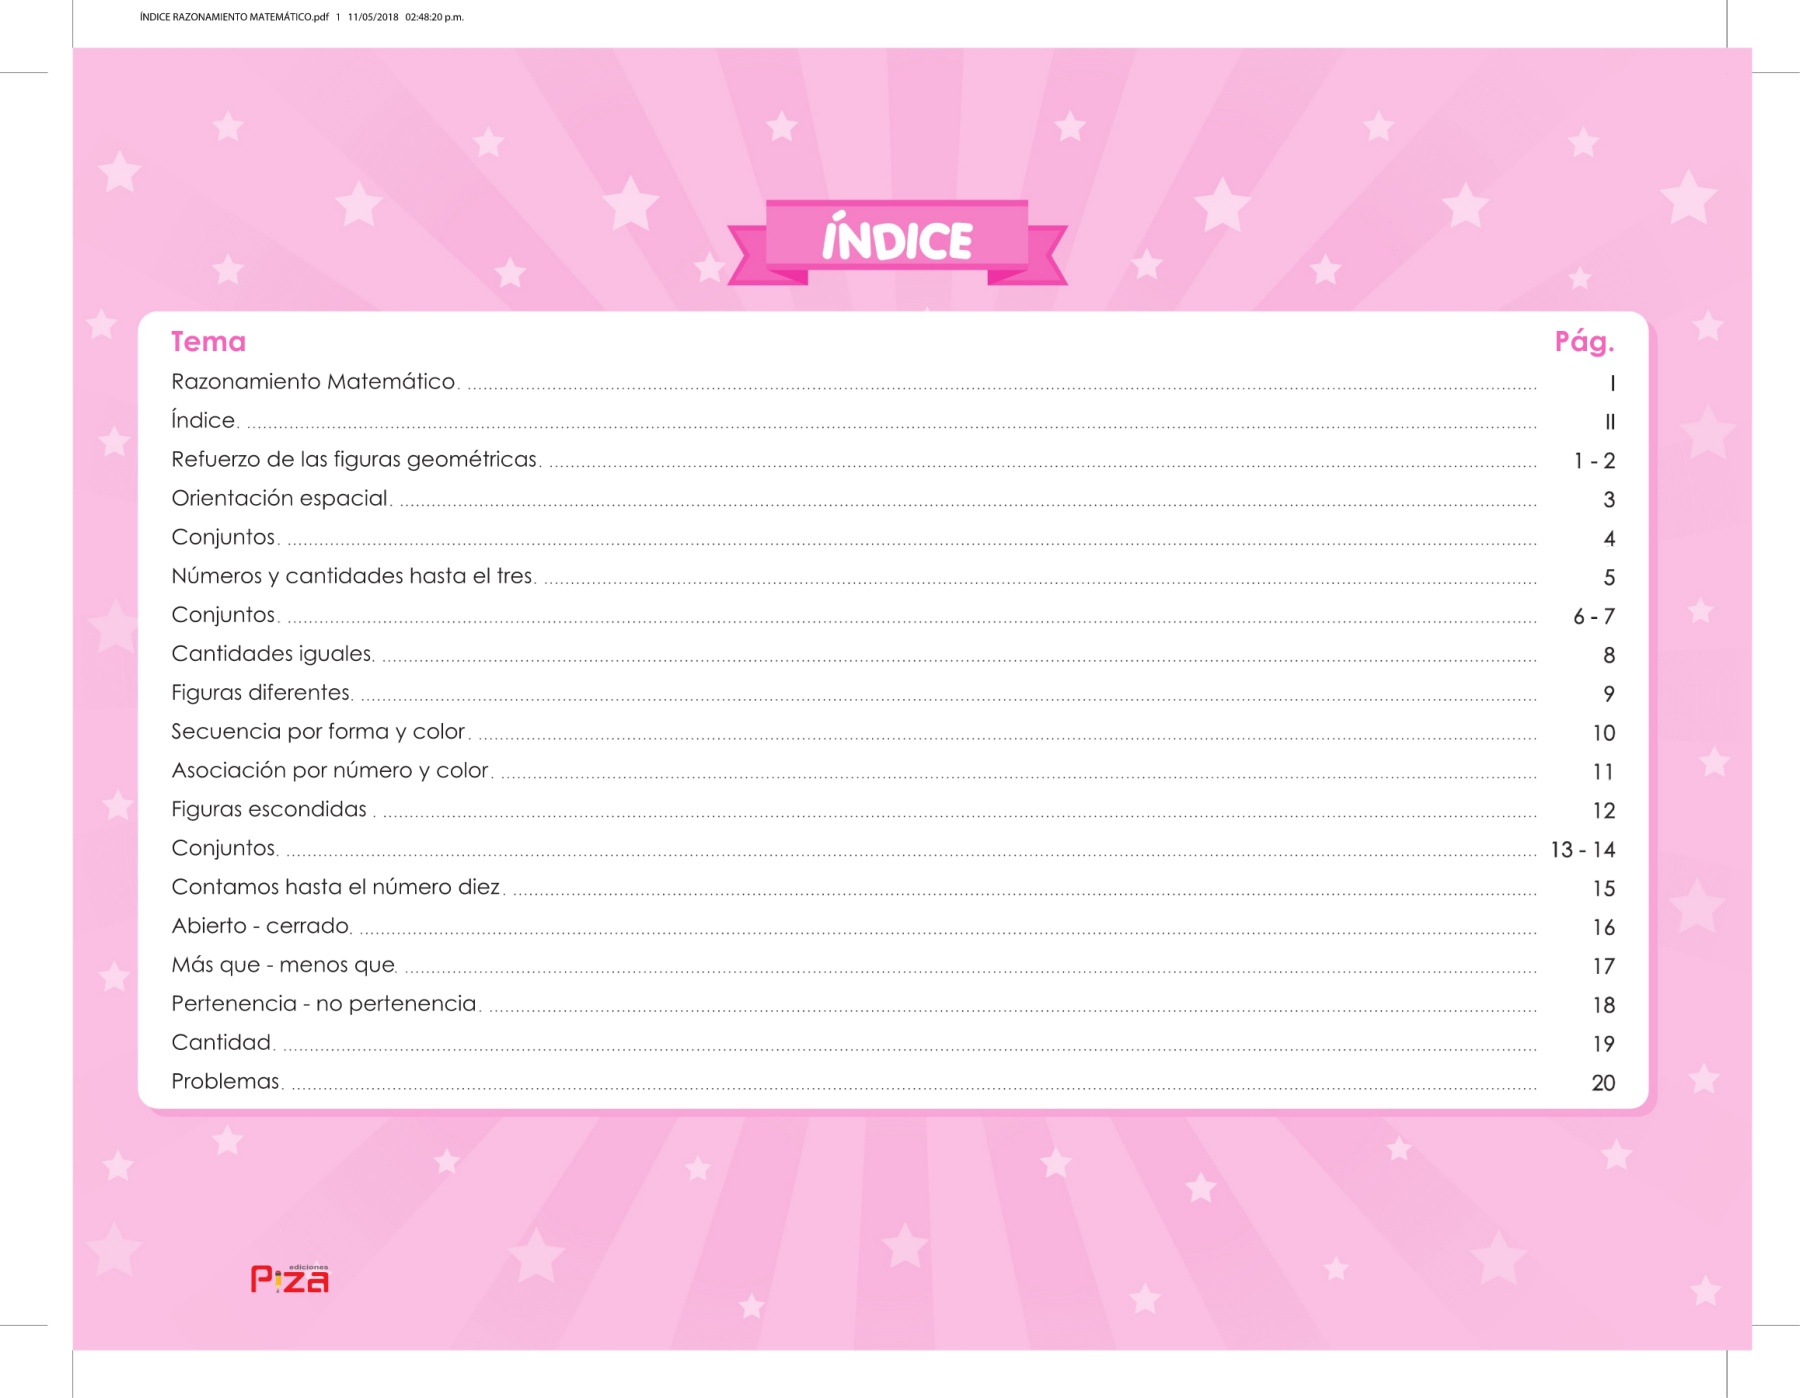 ÍNDICE RAZONAMIENTO MATEMÁTICO.pdf 1 11/05/2018 02:48:20 p.m.
ÍNDICE
Tema Pág.
Razonamiento Matemático. I
Índice. II
Refuerzo de las figuras geométricas. 1 - 2
Orientación espacial. 3
Conjuntos. 4
Números y cantidades hasta el tres. 5
Conjuntos. 6 - 7
Cantidades iguales. 8
Figuras diferentes. 9
Secuencia por forma y color. 10
Asociación por número y color. 11
Figuras escondidas . 12
Conjuntos. 13 - 14
Contamos hasta el número diez. 15
Abierto - cerrado. 16
Más que - menos que. 17
Pertenencia - no pertenencia. 18
Cantidad. 19
Problemas. 20
ediciones
Piza